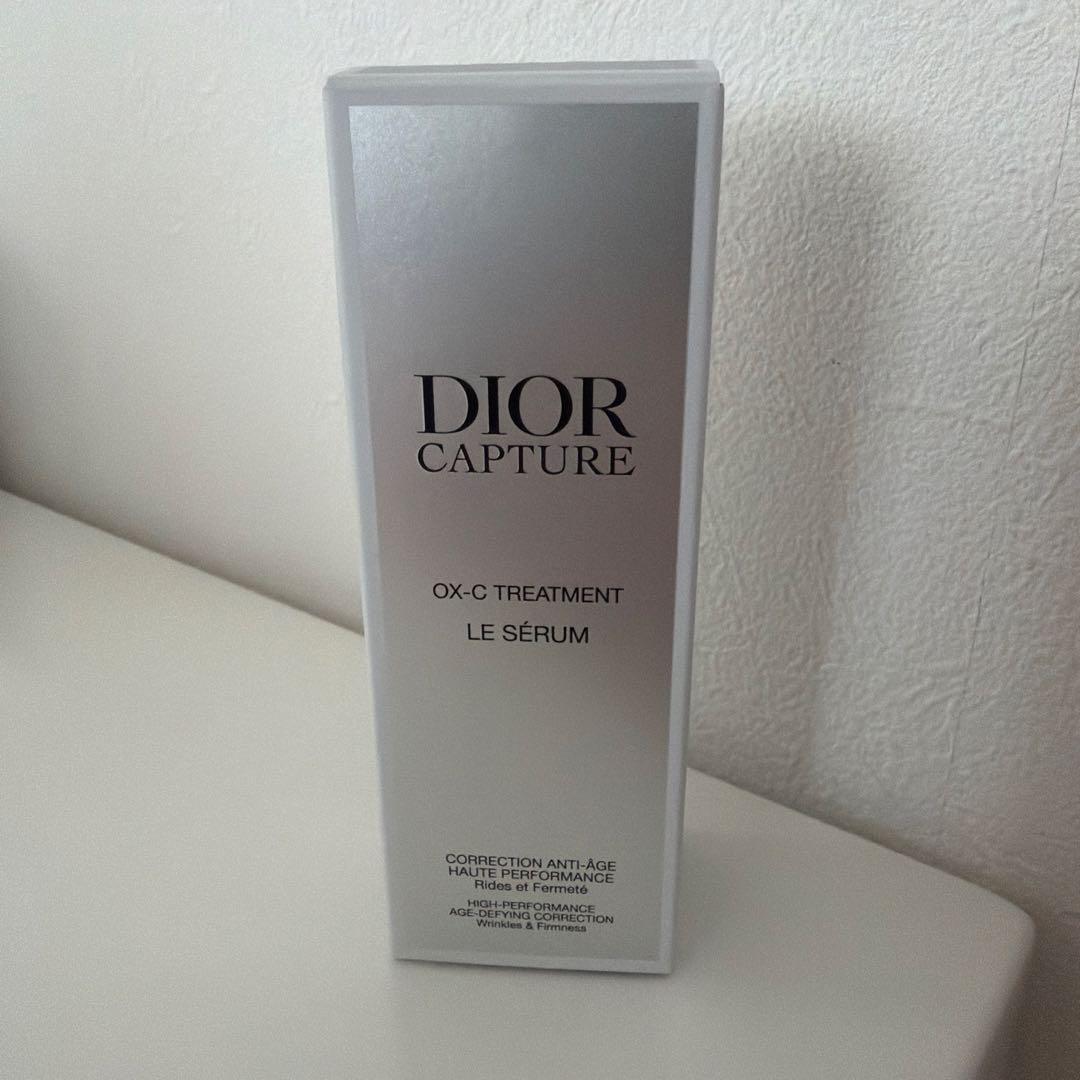 DIOR
CAPTURE
OX-C TREATMENT
LE SÉRUM
CORRECTION ANTI-ÂGE
HAUTE PERFORMANCE
Rides et Fermeté
HIGH-PERFORMANCE
AGE-DEFYING CORRECTION
Wrinkles & Firmness